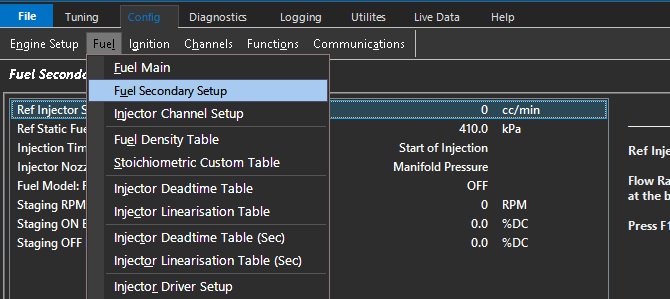 File Tuning Config Diagnostics Logging Utilites Live Data Help
Engine Setup Fuel Ignition Channels Functions Communications
Fuel Seconda
Fuel Main
Fuel Secondary Setup
Injector Channel Setup
Fuel Density Table
Stoichiometric Custom Table
Injector Deadtime Table
Injector Linearisation Table
Injector Deadtime Table (Sec)
Injector Linearisation Table (Sec)
Injector Driver Setup
Ref Injector S 0 cc/min
Ref Static Fue 410.0 kPa
Injection Tim Start of Injection
Injector Nozz Manifold Pressure
Fuel Model: F OFF
Staging RPM 0 RPM
Staging ON E 0.0 %DC
Staging OFF 0.0 %DC
Ref Inje
Flow Ra
at the b
Press F1